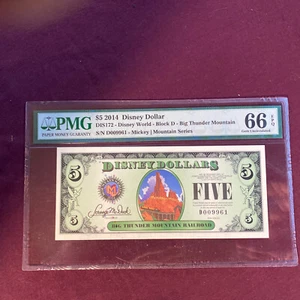 PMG
PAPER MONEY GUARANTY
$5 2014 Disney Dollar
DIS172 - Disney World - Block D - Big Thunder Mountain
S/N D009961 - Mickey | Mountain Series
66 EPQ
DISNEY DOLLARS
5
5
FIVE
D009961
5
5
BIG THUNDER MOUNTAIN RAILROAD